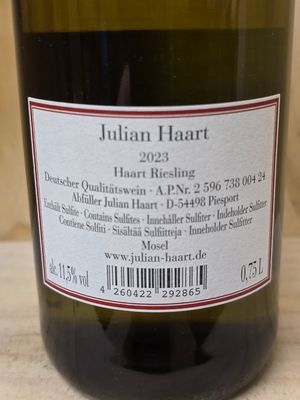 Julian Haart
2023
Haart Riesling
Deutscher Qualitätswein · A.P.Nr. 2 596 738 004 24
Abfüller Julian Haart · D-54498 Piesport
Enthält Sulfite · Contains Sulfites · Innehåller Sulfiter · Indeholder Sulfitter
Contiene Solfiti · Sisältää Sulfiitteja · Inneholder Sulfitter
Mosel
www.julian-haart.de
alc. 11,5% vol
0,75 L
4 260422 292865